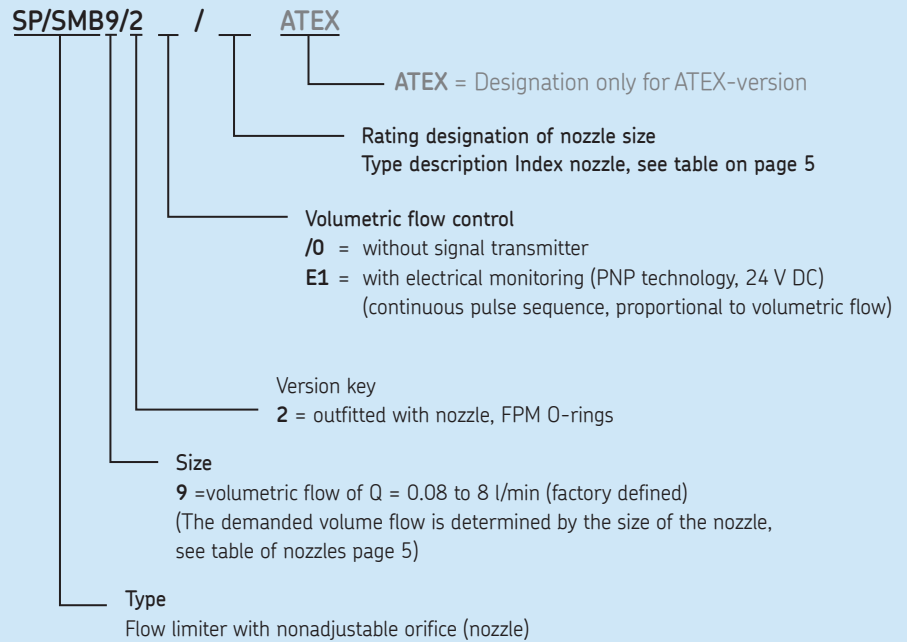 SP/SMB9/2 __ / __ ATEX
ATEX = Designation only for ATEX-version
Rating designation of nozzle size
Type description Index nozzle, see table on page 5
Volumetric flow control
/0 = without signal transmitter
E1 = with electrical monitoring (PNP technology, 24 V DC)
(continuous pulse sequence, proportional to volumetric flow)
Version key
2 = outfitted with nozzle, FPM O-rings
Size
9 =volumetric flow of Q = 0.08 to 8 l/min (factory defined)
(The demanded volume flow is determined by the size of the nozzle,
see table of nozzles page 5)
Type
Flow limiter with nonadjustable orifice (nozzle)